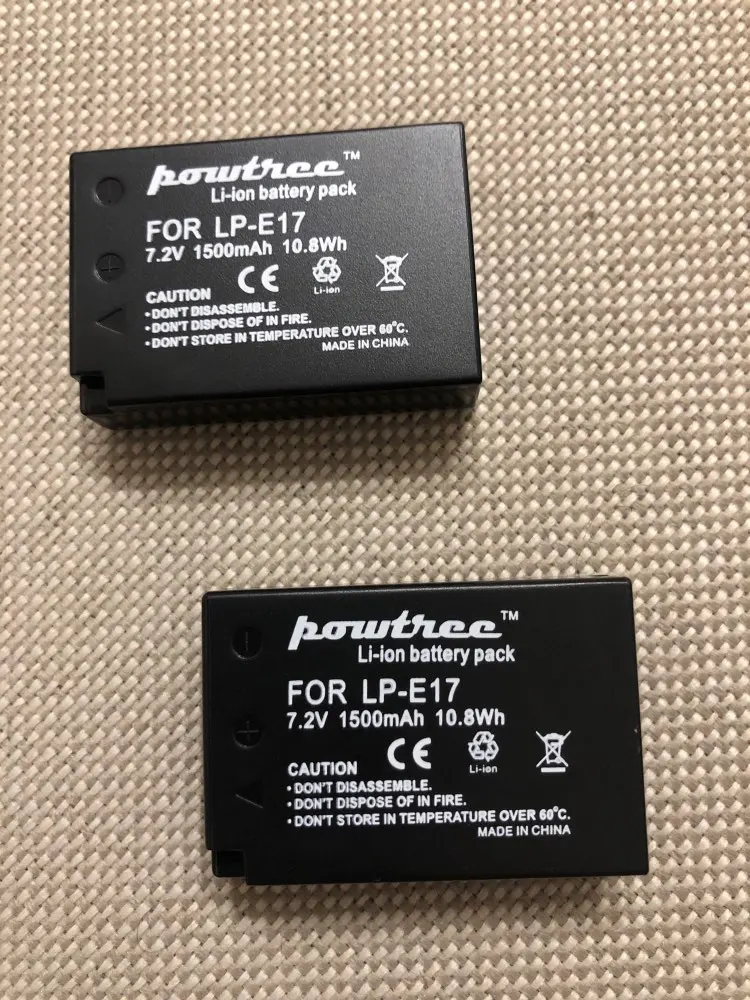 powtree™
Li-ion battery pack
FOR LP-E17
7.2V 1500mAh 10.8Wh
CE
Li-ion
CAUTION
• DON'T DISASSEMBLE.
• DON'T DISPOSE OF IN FIRE.
• DON'T STORE IN TEMPERATURE OVER 60°C.
MADE IN CHINA
powtree™
Li-ion battery pack
FOR LP-E17
7.2V 1500mAh 10.8Wh
CE
Li-ion
CAUTION
• DON'T DISASSEMBLE.
• DON'T DISPOSE OF IN FIRE.
• DON'T STORE IN TEMPERATURE OVER 60°C.
MADE IN CHINA